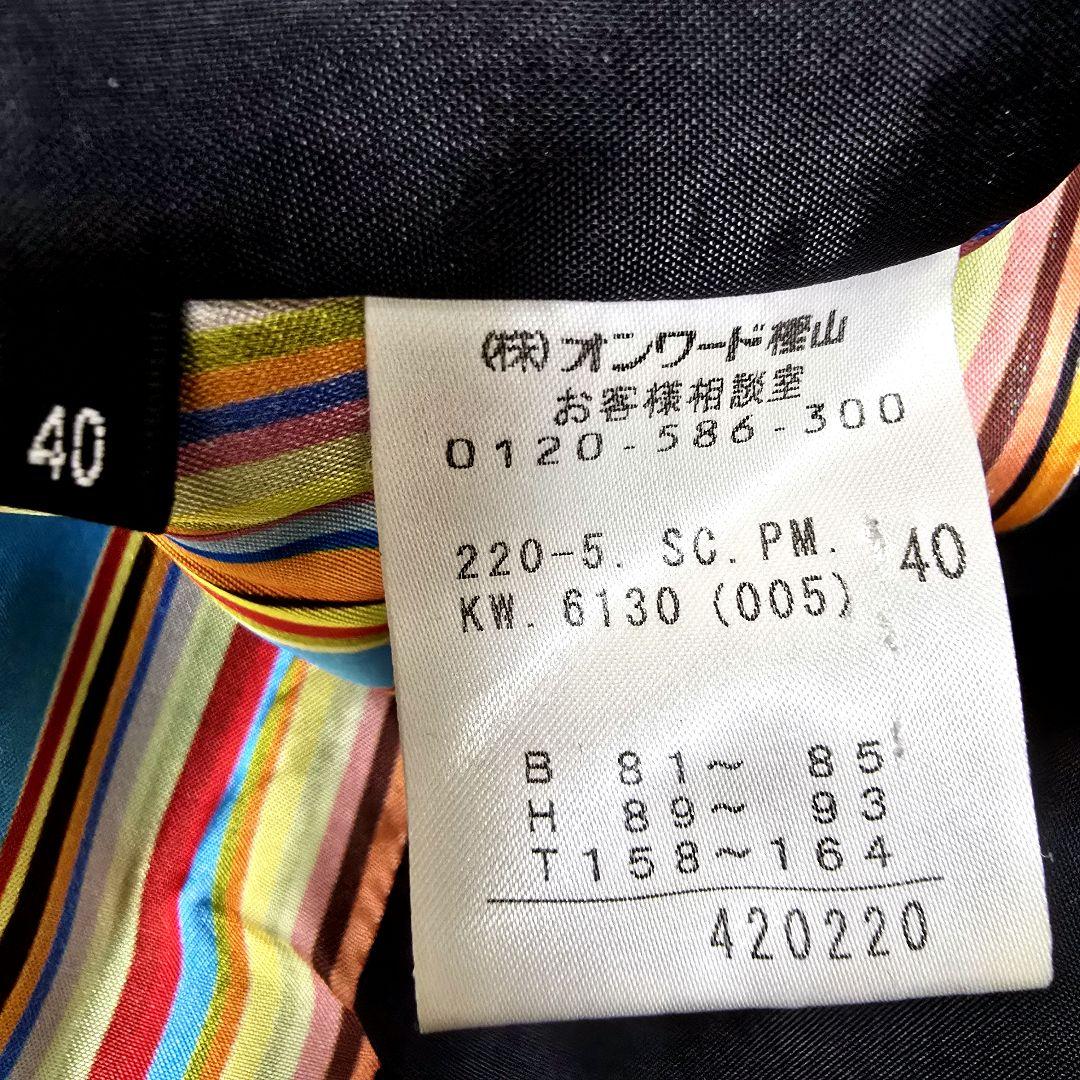 40
(株)オンワード樫山
お客様相談室
0120-586-300
220-5. SC. PM.
40
KW. 6130 (005)
B 81～ 85
H 89～ 93
T158～164
420220